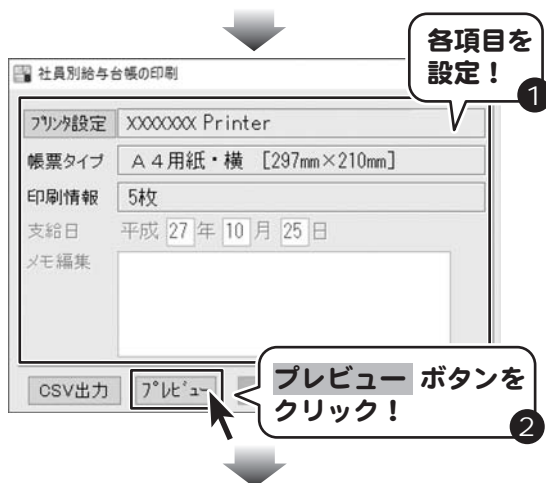 各項目を
設定！
1
社員別給与台帳の印刷
ﾌﾟﾘﾝﾀ設定 XXXXXXX Printer
帳票タイプ Ａ４用紙・横 [297mm×210mm]
印刷情報 5枚
支給日 平成 27 年 10 月 25 日
メモ編集
CSV出力 ﾌﾟﾚﾋﾞｭｰ
プレビュー ボタンを
クリック！
2